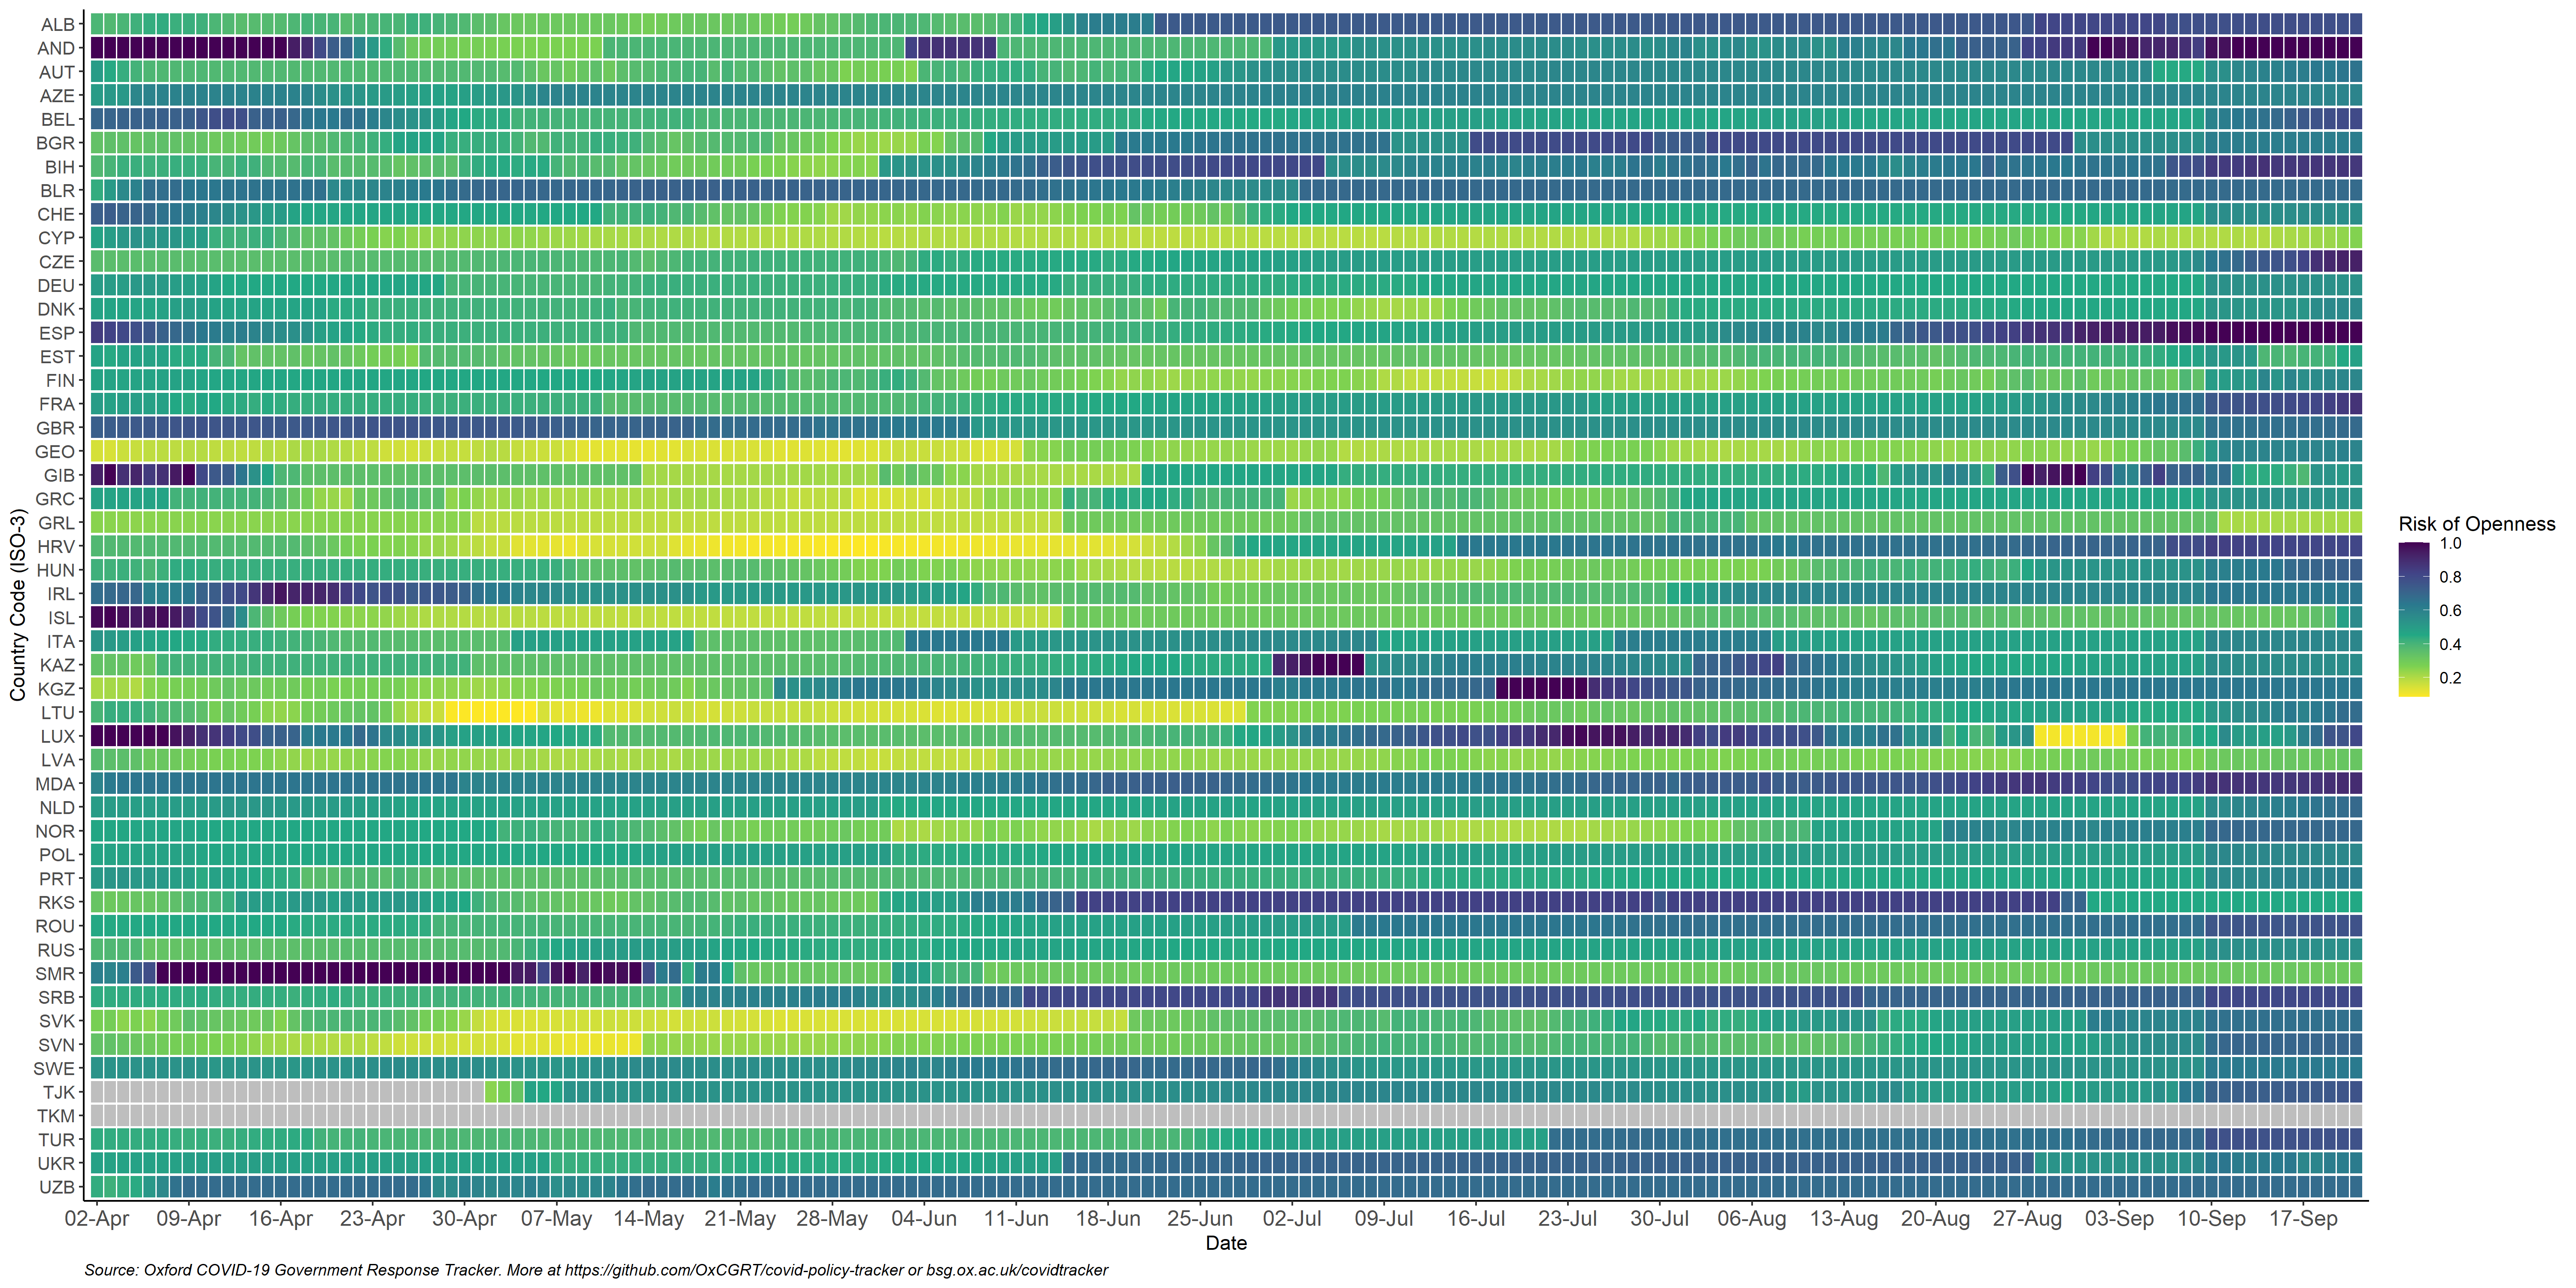 ALB
AND
AUT
AZE
BEL
BGR
BIH
BLR
CHE
CYP
CZE
DEU
DNK
ESP
EST
FIN
FRA
GBR
GEO
GIB
GRC
GRL
HRV
HUN
IRL
ISL
ITA
KAZ
KGZ
LTU
LUX
LVA
MDA
NLD
NOR
POL
PRT
RKS
ROU
RUS
SMR
SRB
SVK
SVN
SWE
TJK
TKM
TUR
UKR
UZB
Country Code (ISO-3)
02-Apr 09-Apr 16-Apr 23-Apr 30-Apr 07-May 14-May 21-May 28-May 04-Jun 11-Jun 18-Jun 25-Jun 02-Jul 09-Jul 16-Jul 23-Jul 30-Jul 06-Aug 13-Aug 20-Aug 27-Aug 03-Sep 10-Sep 17-Sep
Date
Risk of Openness
1.0
0.8
0.6
0.4
0.2
Source: Oxford COVID-19 Government Response Tracker. More at https://github.com/OxCGRT/covid-policy-tracker or bsg.ox.ac.uk/covidtracker